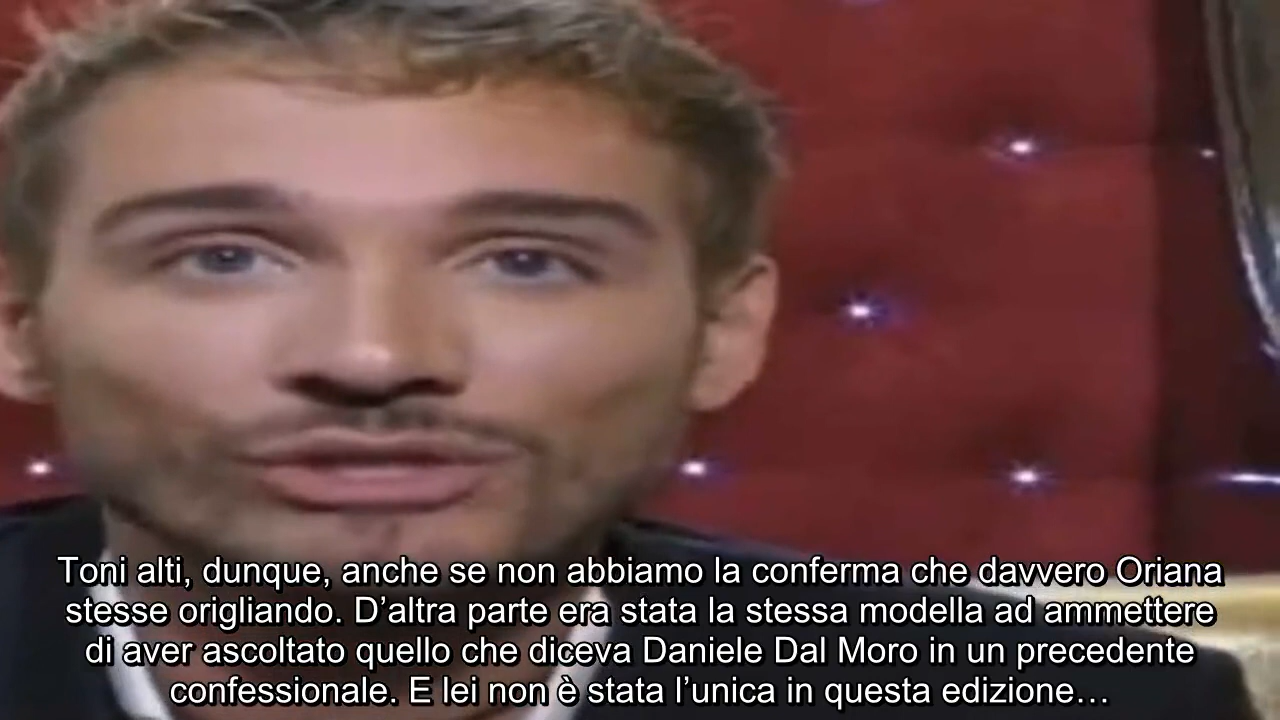 Toni alti, dunque, anche se non abbiamo la conferma che davvero Oriana
stesse origliando. D’altra parte era stata la stessa modella ad ammettere
di aver ascoltato quello che diceva Daniele Dal Moro in un precedente
confessionale. E lei non è stata l’unica in questa edizione…